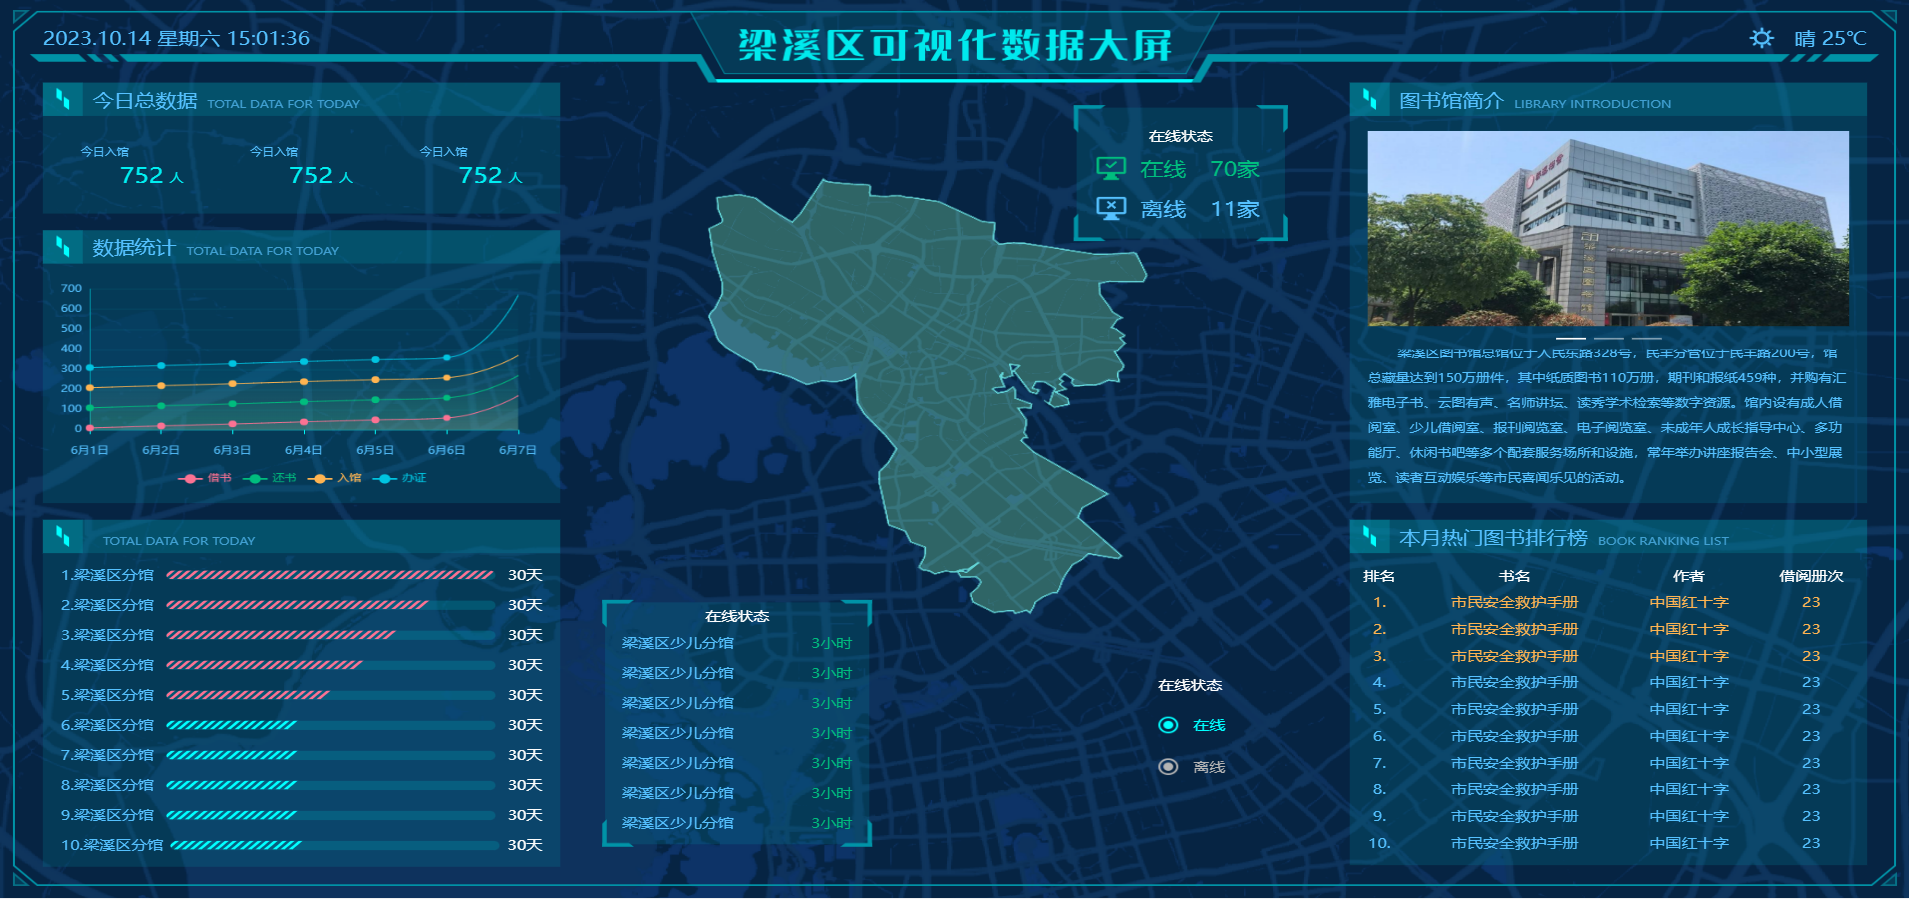 2023.10.14 星期六 15:01:36
梁溪区可视化数据大屏
晴 25℃
今日总数据 TOTAL DATA FOR TODAY
今日入馆 今日入馆 今日入馆
752 人 752 人 752 人
数据统计 TOTAL DATA FOR TODAY
700
600
500
400
300
200
100
0
6月1日 6月2日 6月3日 6月4日 6月5日 6月6日 6月7日
借书 还书 入馆 办证
TOTAL DATA FOR TODAY
1.梁溪区分馆 30天
2.梁溪区分馆 30天
3.梁溪区分馆 30天
4.梁溪区分馆 30天
5.梁溪区分馆 30天
6.梁溪区分馆 30天
7.梁溪区分馆 30天
8.梁溪区分馆 30天
9.梁溪区分馆 30天
10.梁溪区分馆 30天
在线状态
在线 70家
离线 11家
在线状态
梁溪区少儿分馆 3小时
梁溪区少儿分馆 3小时
梁溪区少儿分馆 3小时
梁溪区少儿分馆 3小时
梁溪区少儿分馆 3小时
梁溪区少儿分馆 3小时
梁溪区少儿分馆 3小时
在线状态
在线
离线
图书馆简介 LIBRARY INTRODUCTION
梁溪区图书馆总馆位于人民东路328号，民丰分管位于民丰路200号，馆
总藏量达到150万册件，其中纸质图书110万册，期刊和报纸459种，并购有汇
雅电子书、云图有声、名师讲坛、读秀学术检索等数字资源。馆内设有成人借
阅室、少儿借阅室、报刊阅览室、电子阅览室、未成年人成长指导中心、多功
能厅、休闲书吧等多个配套服务场所和设施，常年举办讲座报告会、中小型展
览、读者互动娱乐等市民喜闻乐见的活动。
本月热门图书排行榜 BOOK RANKING LIST
排名 书名 作者 借阅册次
1. 市民安全救护手册 中国红十字 23
2. 市民安全救护手册 中国红十字 23
3. 市民安全救护手册 中国红十字 23
4. 市民安全救护手册 中国红十字 23
5. 市民安全救护手册 中国红十字 23
6. 市民安全救护手册 中国红十字 23
7. 市民安全救护手册 中国红十字 23
8. 市民安全救护手册 中国红十字 23
9. 市民安全救护手册 中国红十字 23
10. 市民安全救护手册 中国红十字 23